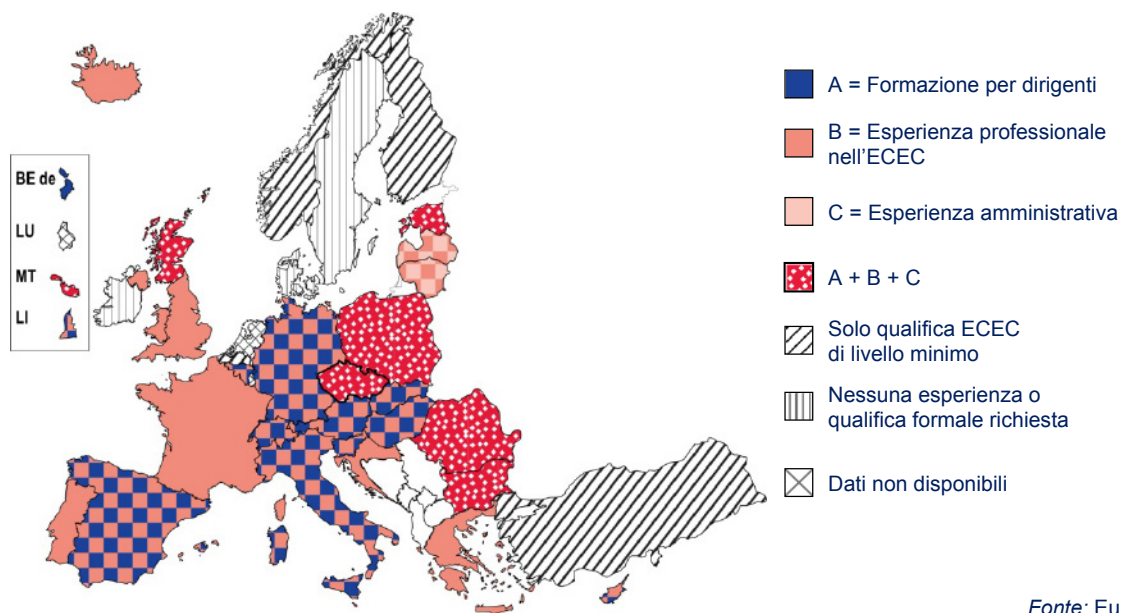 BE de
LU
MT
LI
A = Formazione per dirigenti
B = Esperienza professionale
nell'ECEC
C = Esperienza amministrativa
A + B + C
Solo qualifica ECEC
di livello minimo
Nessuna esperienza o
qualifica formale richiesta
Dati non disponibili
Fonte: Eu